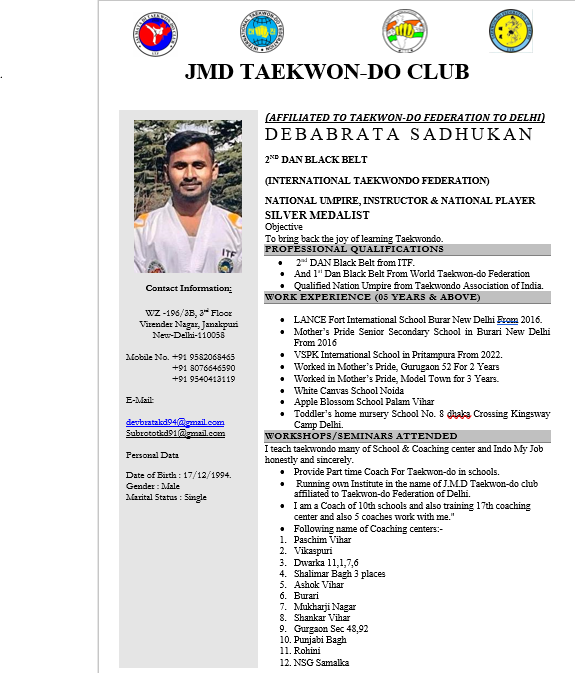 JMD TAEKWON-DO CLUB
(AFFILIATED TO TAEKWON-DO FEDERATION TO DELHI)
DEBABRATA SADHUKAN
2ND DAN BLACK BELT
(INTERNATIONAL TAEKWONDO FEDERATION)
NATIONAL UMPIRE, INSTRUCTOR & NATIONAL PLAYER
SILVER MEDALIST
Objective
To bring back the joy of learning Taekwondo.
PROFESSIONAL QUALIFICATIONS
• 2nd DAN Black Belt from ITF.
• And 1st Dan Black Belt From World Taekwon-do Federation
• Qualified Nation Umpire from Taekwondo Association of India.
WORK EXPERIENCE (05 YEARS & ABOVE)
• LANCE Fort International School Burar New Delhi From 2016.
• Mother's Pride Senior Secondary School in Burari New Delhi
From 2016
• VSPK International School in Pritampura From 2022.
• Worked in Mother's Pride, Gurugaon 52 For 2 Years
• Worked in Mother's Pride, Model Town for 3 Years.
• White Canvas School Noida
• Apple Blossom School Palam Vihar
• Toddler's home nursery School No. 8 dhaka Crossing Kingsway
Camp Delhi.
WORKSHOPS/SEMINARS ATTENDED
I teach taekwondo many of School & Coaching center and Indo My Job
honestly and sincerely.
• Provide Part time Coach For Taekwon-do in schools.
• Running own Institute in the name of J.M.D Taekwon-do club
affiliated to Taekwon-do Federation of Delhi.
• I am a Coach of 10th schools and also training 17th coaching
center and also 5 coaches work with me."
• Following name of Coaching centers:-
1. Paschim Vihar
2. Vikaspuri
3. Dwarka 11,1,7,6
4. Shalimar Bagh 3 places
5. Ashok Vihar
6. Burari
7. Mukharji Nagar
8. Shankar Vihar
9. Gurgaon Sec 48,92
10. Punjabi Bagh
11. Rohini
12. NSG Samalka
ITF
Contact Information:
WZ -196/3B, 3rd Floor
Virender Nagar, Janakpuri
New-Delhi-110058
Mobile No. +91 9582068465
+91 8076646590
+91 9540413119
E-Mail:
devbratakd94@gmail.com
Subrototkd91@gmail.com
Personal Data
Date of Birth : 17/12/1994.
Gender : Male
Marital Status : Single